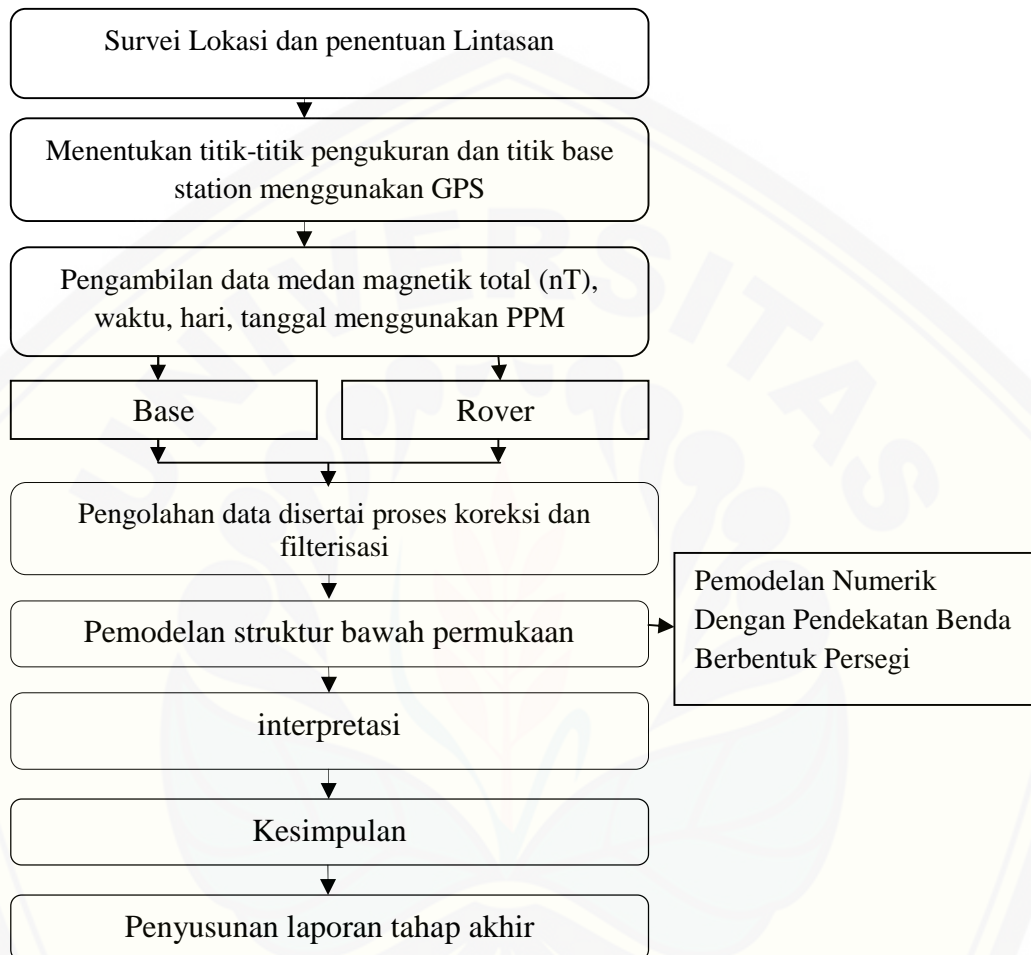 Survei Lokasi dan penentuan Lintasan
Menentukan titik-titik pengukuran dan titik base
station menggunakan GPS
Pengambilan data medan magnetik total (nT),
waktu, hari, tanggal menggunakan PPM
Base
Rover
Pengolahan data disertai proses koreksi dan
filterisasi
Pemodelan struktur bawah permukaan
Pemodelan Numerik
Dengan Pendekatan Benda
Berbentuk Persegi
interpretasi
Kesimpulan
Penyusunan laporan tahap akhir
UNIVERSITAS